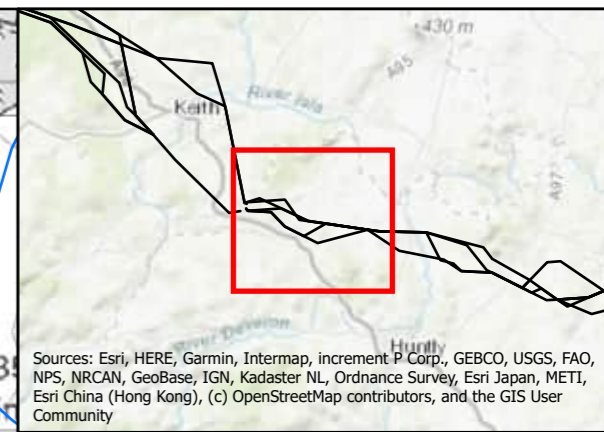 430 m
A95
A96
Keith
River Isla
A97
River Deveron
Huntly
Sources: Esri, HERE, Garmin, Intermap, increment P Corp., GEBCO, USGS, FAO,
NPS, NRCAN, GeoBase, IGN, Kadaster NL, Ordnance Survey, Esri Japan, METI,
Esri China (Hong Kong), (c) OpenStreetMap contributors, and the GIS User
Community